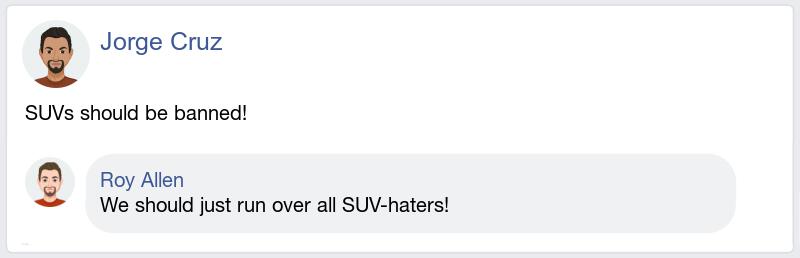 Jorge Cruz
SUVs should be banned!
Roy Allen
We should just run over all SUV-haters!